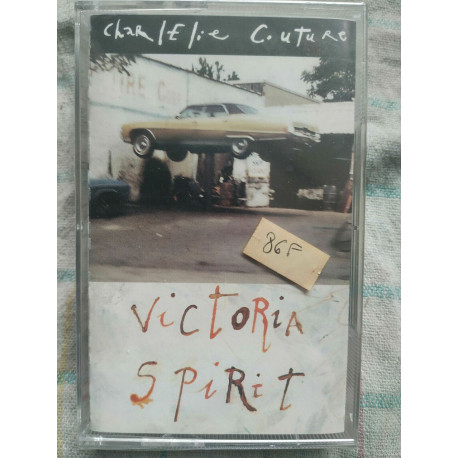 CharlElie Couture
86F
VICTORIA
SPiRiT